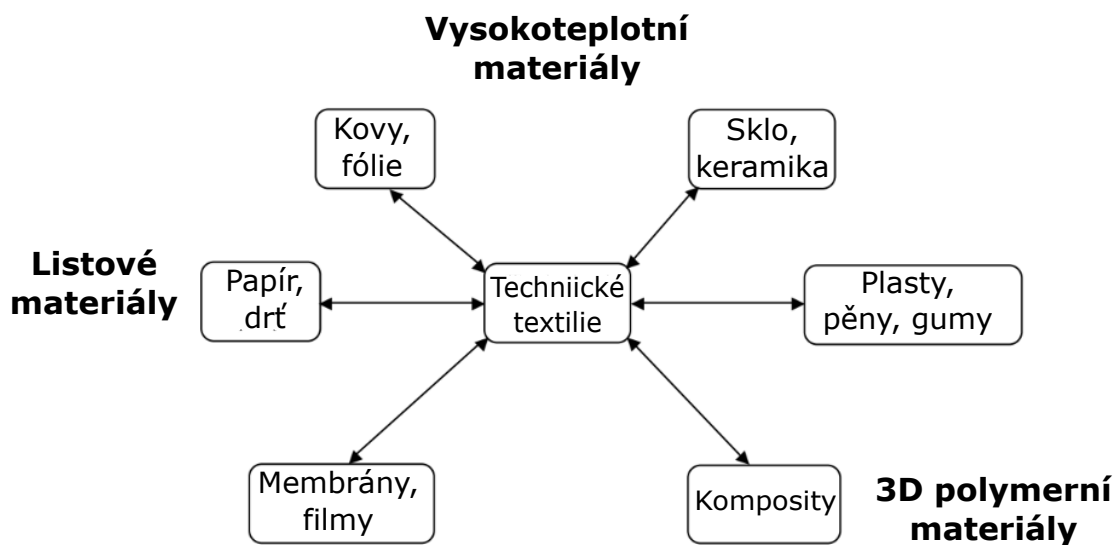 Vysokoteplotní
materiály
Kovy,
fólie
Sklo,
keramika
Listové
materiály
Papír,
drť
Techniické
textilie
Plasty,
pěny, gumy
Membrány,
filmy
Komposity
3D polymerní
materiály